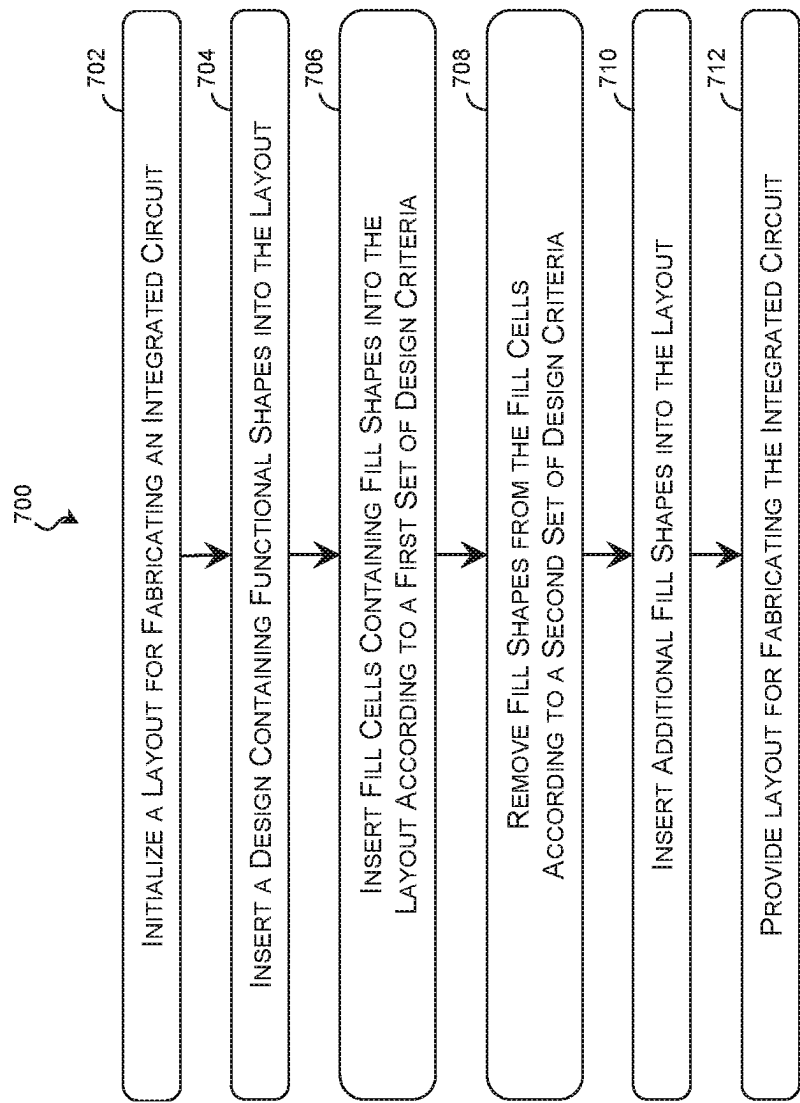 700
702
INITIALIZE A LAYOUT FOR FABRICATING AN INTEGRATED CIRCUIT
704
INSERT A DESIGN CONTAINING FUNCTIONAL SHAPES INTO THE LAYOUT
706
INSERT FILL CELLS CONTAINING FILL SHAPES INTO THE
LAYOUT ACCORDING TO A FIRST SET OF DESIGN CRITERIA
708
REMOVE FILL SHAPES FROM THE FILL CELLS
ACCORDING TO A SECOND SET OF DESIGN CRITERIA
710
INSERT ADDITIONAL FILL SHAPES INTO THE LAYOUT
712
PROVIDE LAYOUT FOR FABRICATING THE INTEGRATED CIRCUIT